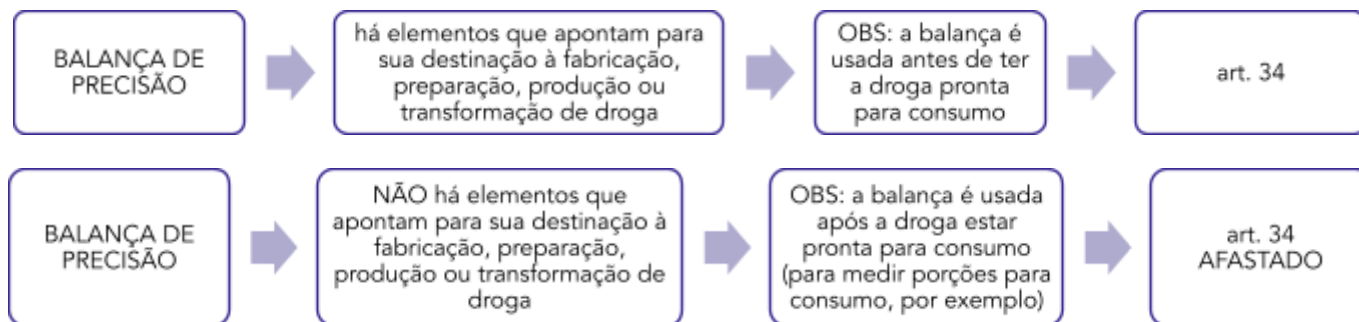 BALANÇA DE
PRECISÃO
há elementos que apontam para
sua destinação à fabricação,
preparação, produção ou
transformação de droga
OBS: a balança é
usada antes de ter
a droga pronta
para consumo
art. 34
BALANÇA DE
PRECISÃO
NÃO há elementos que
apontam para sua destinação à
fabricação, preparação,
produção ou transformação de
droga
OBS: a balança é usada
após a droga estar
pronta para consumo
(para medir porções para
consumo, por exemplo)
art. 34
AFASTADO